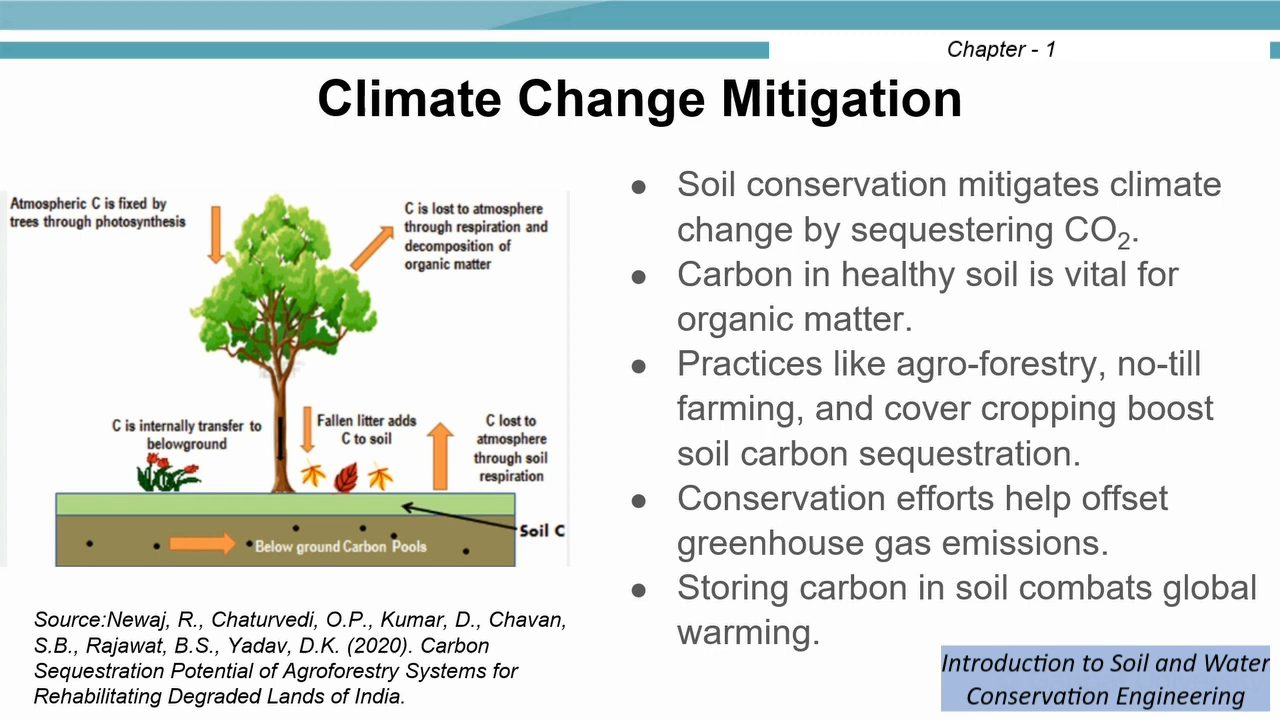 Chapter - 1
Climate Change Mitigation
Atmospheric C is fixed by
trees through photosynthesis
C is lost to atmosphere
through respiration and
decomposition of
organic matter
C is internally transfer to
belowground
Fallen litter adds
C to soil
C lost to
atmosphere
through soil
respiration
Soil C
Below ground Carbon Pools
Source:Newaj, R., Chaturvedi, O.P., Kumar, D., Chavan,
S.B., Rajawat, B.S., Yadav, D.K. (2020). Carbon
Sequestration Potential of Agroforestry Systems for
Rehabilitating Degraded Lands of India.
● Soil conservation mitigates climate
change by sequestering CO₂.
● Carbon in healthy soil is vital for
organic matter.
● Practices like agro-forestry, no-till
farming, and cover cropping boost
soil carbon sequestration.
● Conservation efforts help offset
greenhouse gas emissions.
● Storing carbon in soil combats global
warming.
Introduction to Soil and Water
Conservation Engineering